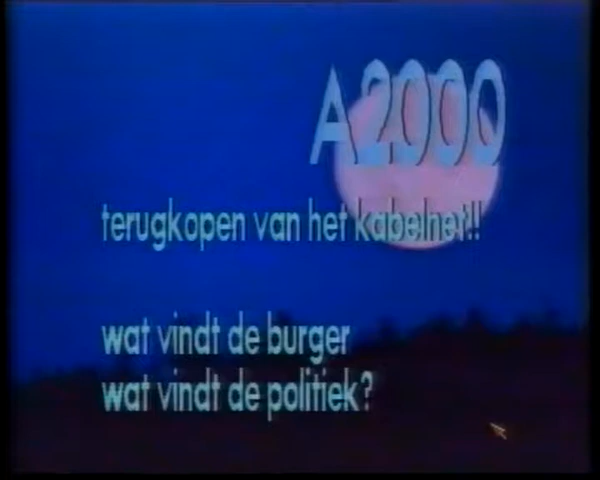 A2000
terugkopen van het kabelnet!!
wat vindt de burger
wat vindt de politiek?